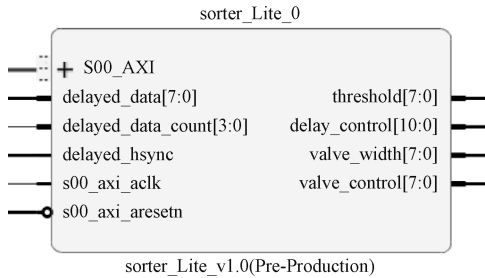 sorter_Lite_0
S00_AXI
delayed_data[7:0]
threshold[7:0]
delayed_data_count[3:0]
delay_control[10:0]
delayed_hsync
valve_width[7:0]
s00_axi_aclk
valve_control[7:0]
s00_axi_aresetn
sorter_Lite_v1.0(Pre-Production)